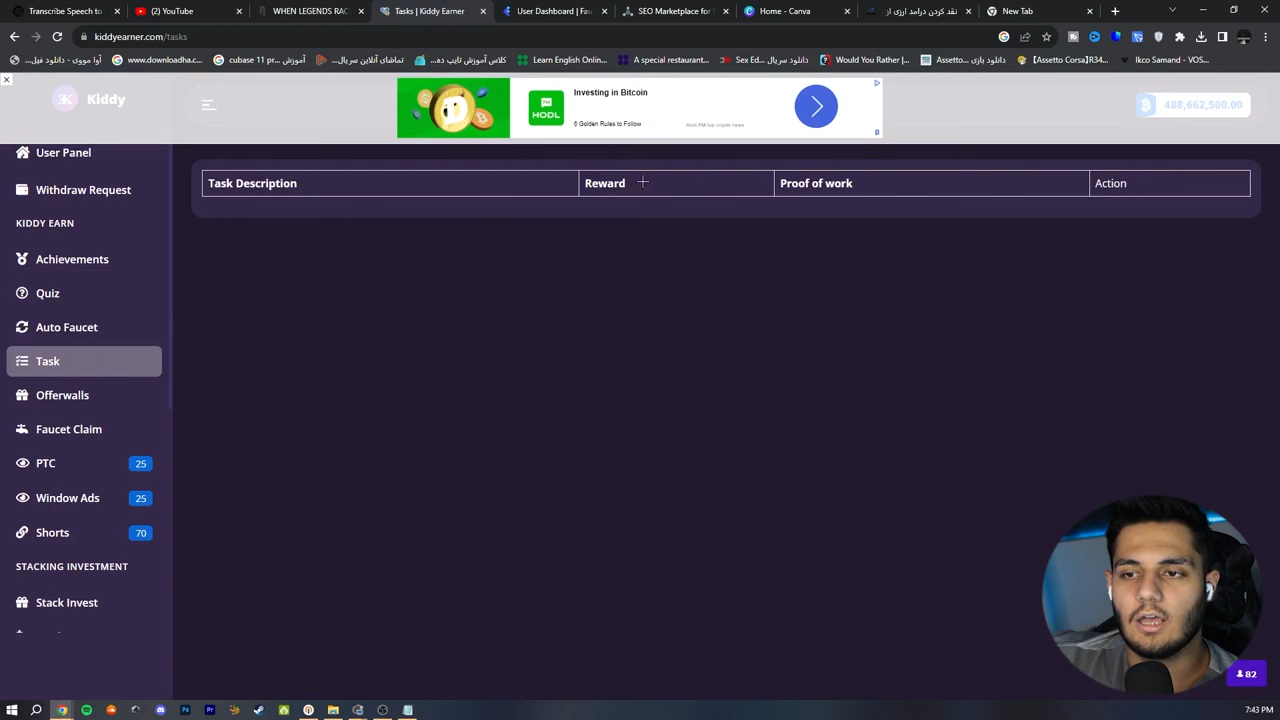 Transcribe Speech to
(2) YouTube
WHEN LEGENDS RAC
Tasks | Kiddy Earner
User Dashboard | Fau
SEO Marketplace for
Home - Canva
نقد کردن درامد ارزی از
New Tab
kiddyearner.com/tasks
آوا مووی - دانلود فیل...
www.downloadha.c...
آموزش cubase 11 pr...
تماشای آنلاین سریال...
کلاس آموزش تایپ ده...
Learn English Onlin...
A special restaurant...
دانلود سریال Sex Ed...
Would You Rather |...
دانلود بازی Assetto...
[Assetto Corsa]R34...
Ikco Samand - VOS...
Kiddy
HODL
Investing in Bitcoin
6 Golden Rules to Follow
Hodl.FM top crypto news
488,662,500.00
User Panel
Withdraw Request
KIDDY EARN
Achievements
Quiz
Auto Faucet
Task
Offerwalls
Faucet Claim
PTC 25
Window Ads 25
Shorts 70
STACKING INVESTMENT
Stack Invest
Task Description
Reward
Proof of work
Action
82
7:43 PM